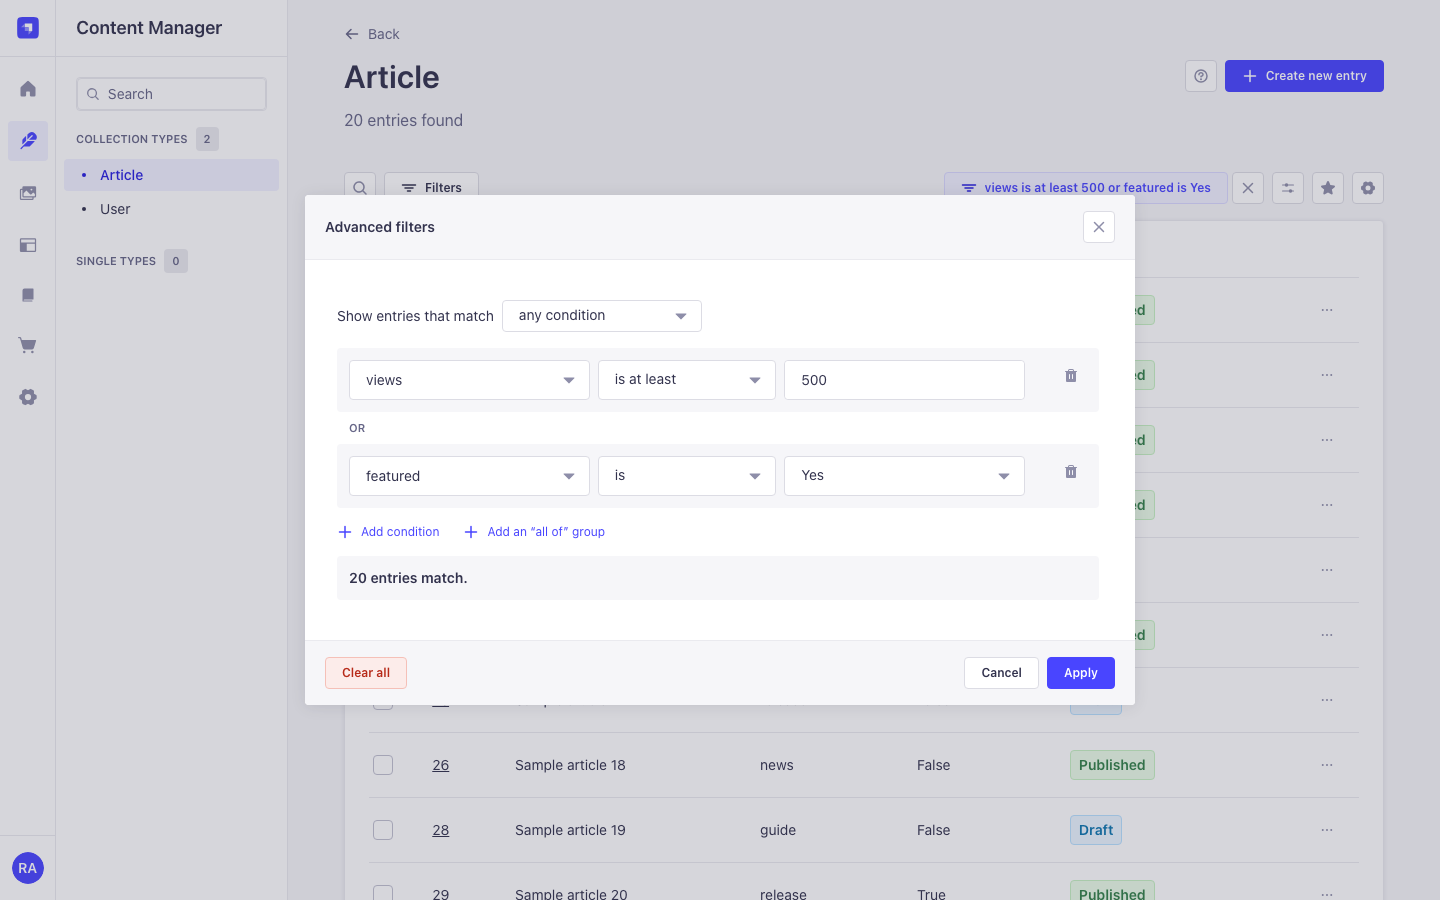 Content Manager
Search
COLLECTION TYPES 2
Article
User
SINGLE TYPES 0
RA
Back
Article
20 entries found
Create new entry
Filters
views is at least 500 or featured is Yes
Advanced filters
Show entries that match any condition
views is at least 500
OR
featured is Yes
Add condition Add an “all of” group
20 entries match.
Clear all Cancel Apply
26 Sample article 18 news False Published
28 Sample article 19 guide False Draft
29 Sample article 20 release True Published